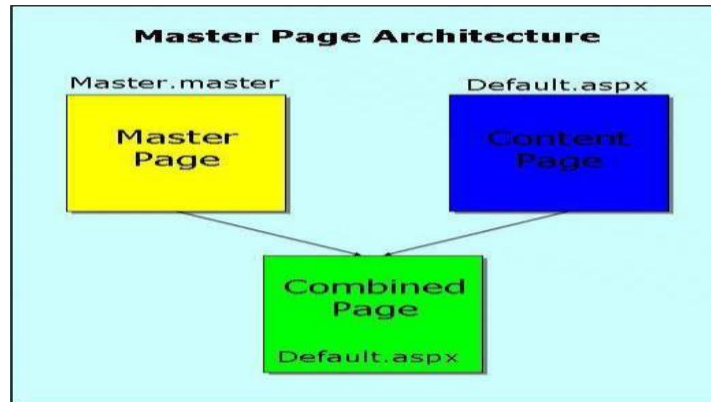 Master Page Architecture
Master.master
Master
Page
Default.aspx
Content
Page
Combined
Page
Default.aspx